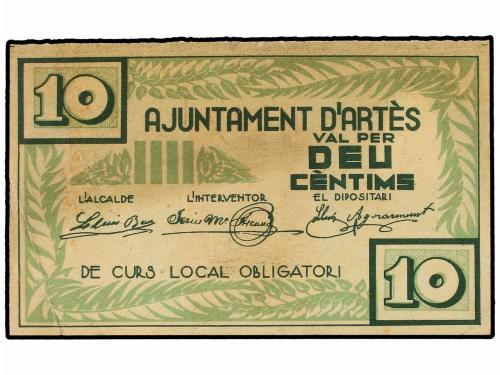 10
AJUNTAMENT D'ARTÈS
VAL PER
DEU
CÈNTIMS
L'ALCALDE L'INTERVENTOR EL DIPOSITARI
DE CURS LOCAL OBLIGATORI
10